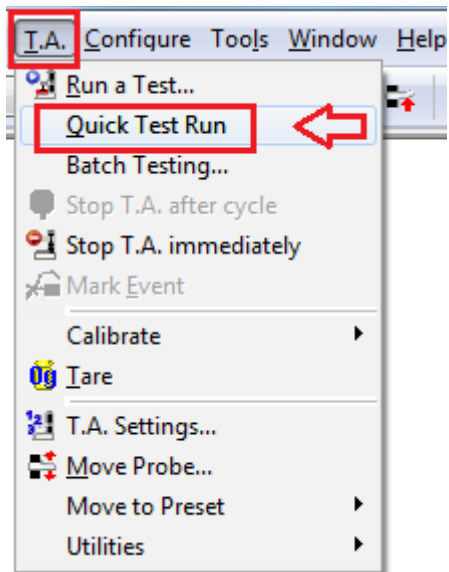 T.A. Configure Tools Window Help
Run a Test...
Quick Test Run
Batch Testing...
Stop T.A. after cycle
Stop T.A. immediately
Mark Event
Calibrate
0g Tare
T.A. Settings...
Move Probe...
Move to Preset
Utilities